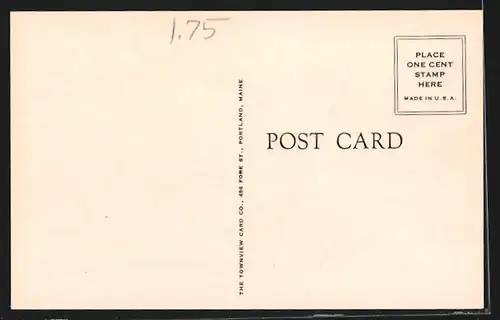 1.75
PLACE
ONE CENT
STAMP
HERE
MADE IN U.S.A.
THE TOWNVIEW CARD CO., 496 FORE ST., PORTLAND, MAINE
POST CARD